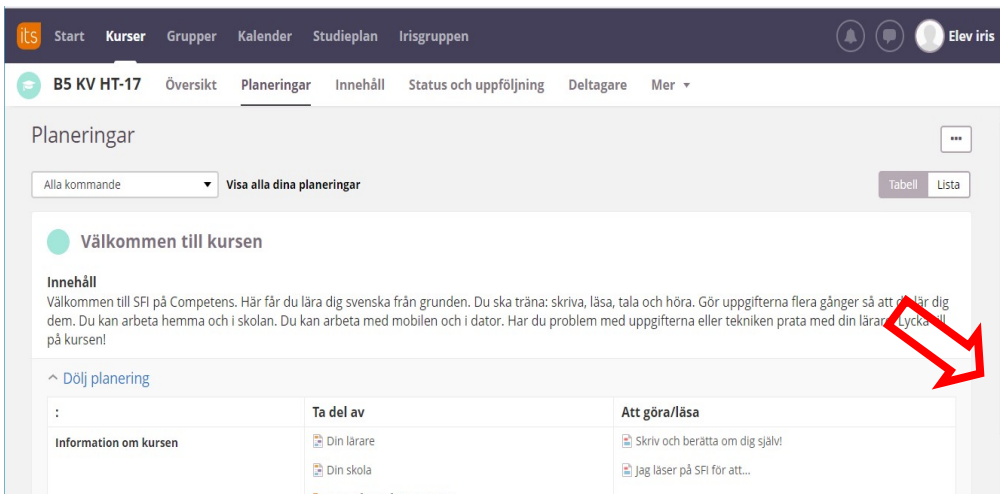 its Start Kurser Grupper Kalender Studieplan Irisgruppen Elev iris
B5 KV HT-17 Översikt Planeringar Innehåll Status och uppföljning Deltagare Mer
Planeringar
Alla kommande Visa alla dina planeringar Tabell Lista
Välkommen till kursen
Innehåll
Välkommen till SFI på Competens. Här får du lära dig svenska från grunden. Du ska träna: skriva, läsa, tala och höra. Gör uppgifterna flera gånger så att du lär dig
dem. Du kan arbeta hemma och i skolan. Du kan arbeta med mobilen och i dator. Har du problem med uppgifterna eller tekniken prata med din lärare. Lycka till
på kursen!
Dölj planering
: Ta del av Att göra/läsa
Information om kursen Din lärare Skriv och berätta om dig själv!
Din skola Jag läser på SFI för att...